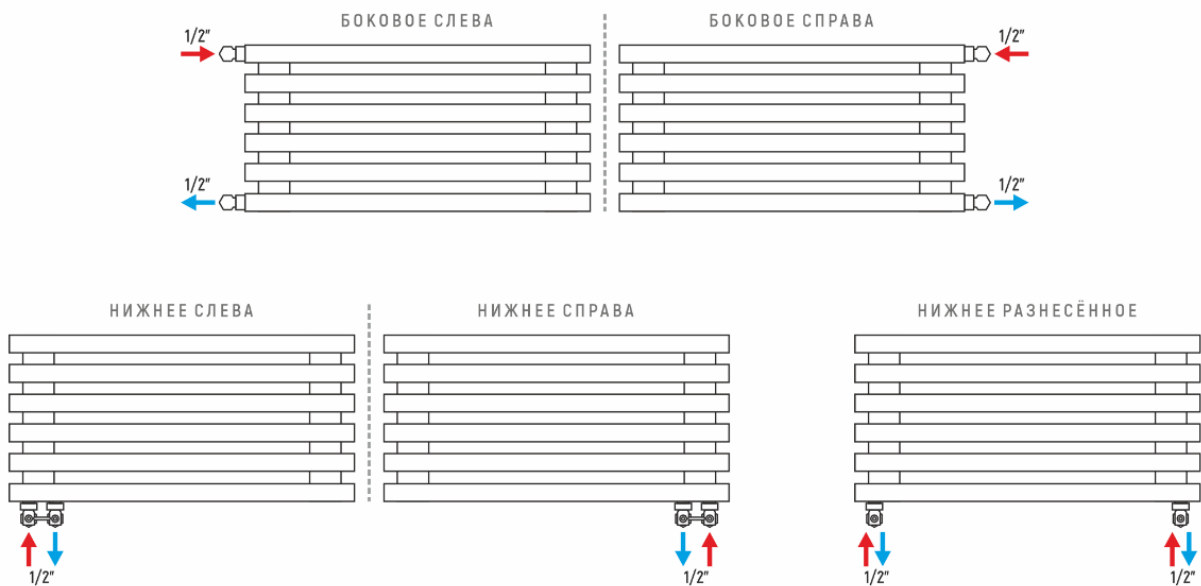 БОКОВОЕ СЛЕВА
БОКОВОЕ СПРАВА
1/2"
1/2"
1/2"
1/2"
НИЖНЕЕ СЛЕВА
НИЖНЕЕ СПРАВА
НИЖНЕЕ РАЗНЕСЁННОЕ
1/2"
1/2"
1/2"
1/2"